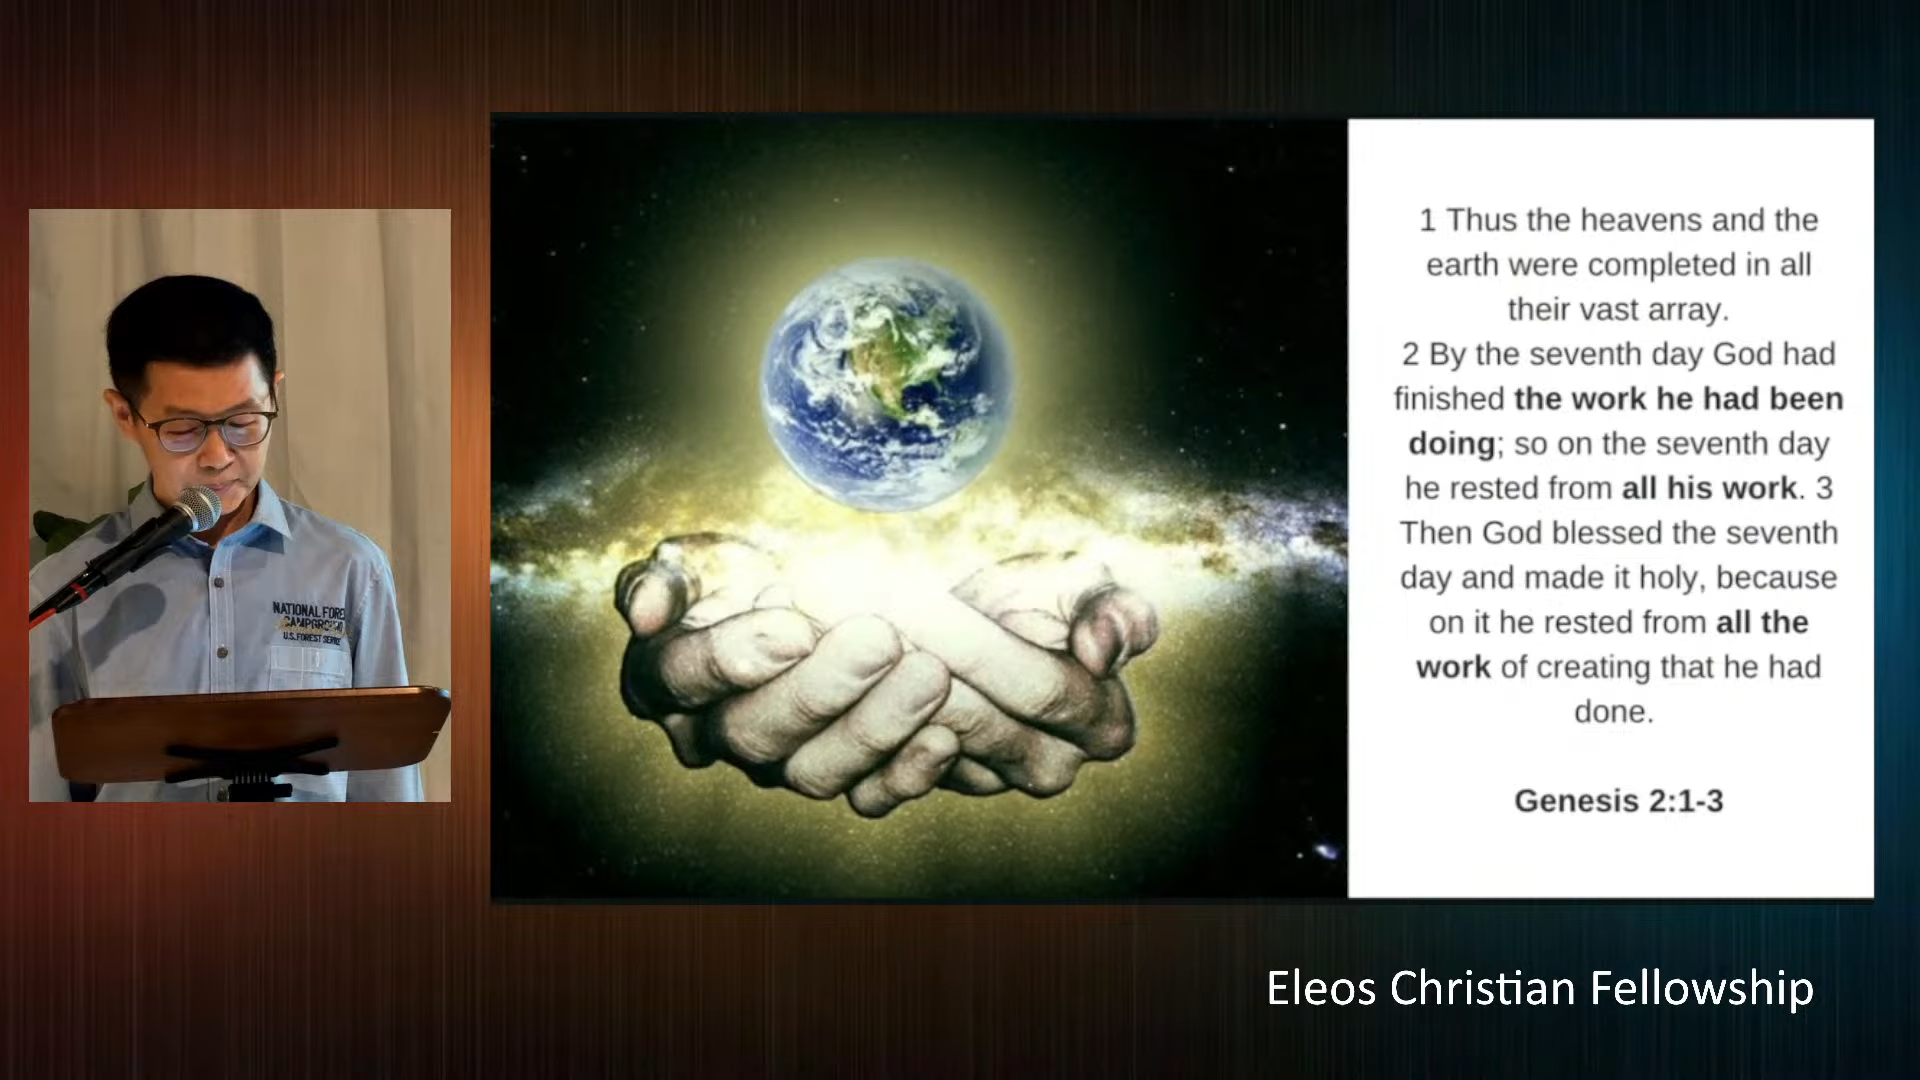 NATIONAL FORE
CAMPGROU
U.S. FOREST SERVIC
1 Thus the heavens and the
earth were completed in all
their vast array.
2 By the seventh day God had
finished the work he had been
doing; so on the seventh day
he rested from all his work. 3
Then God blessed the seventh
day and made it holy, because
on it he rested from all the
work of creating that he had
done.
Genesis 2:1-3
Eleos Christian Fellowship